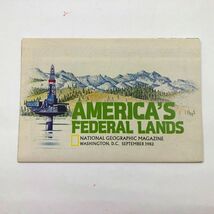 AMERICA'S
FEDERAL LANDS
NATIONAL GEOGRAPHIC MAGAZINE
WASHINGTON, D.C. SEPTEMBER 1982